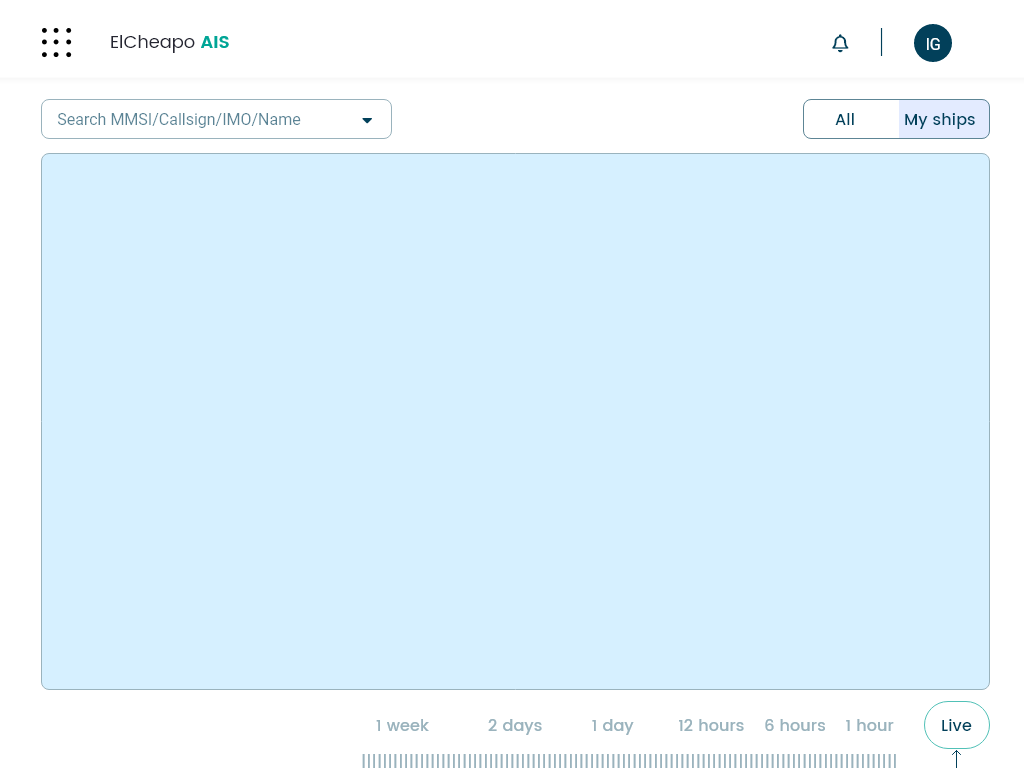 ElCheapo AIS
IG
Search MMSI/Callsign/IMO/Name
All
My ships
1 week
2 days
1 day
12 hours
6 hours
1 hour
Live